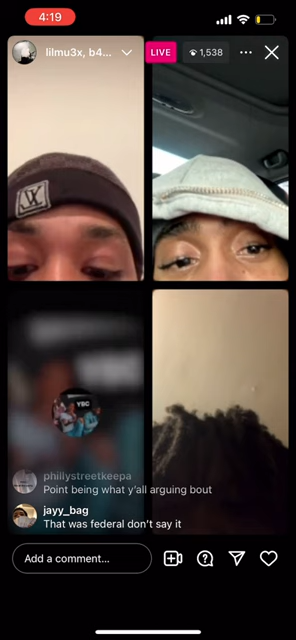 4:19
lilmu3x, b4...
LIVE
1,538
YBC
phillystreetkeepa
Point being what y'all arguing bout
jayy_bag
That was federal don't say it
Add a comment...